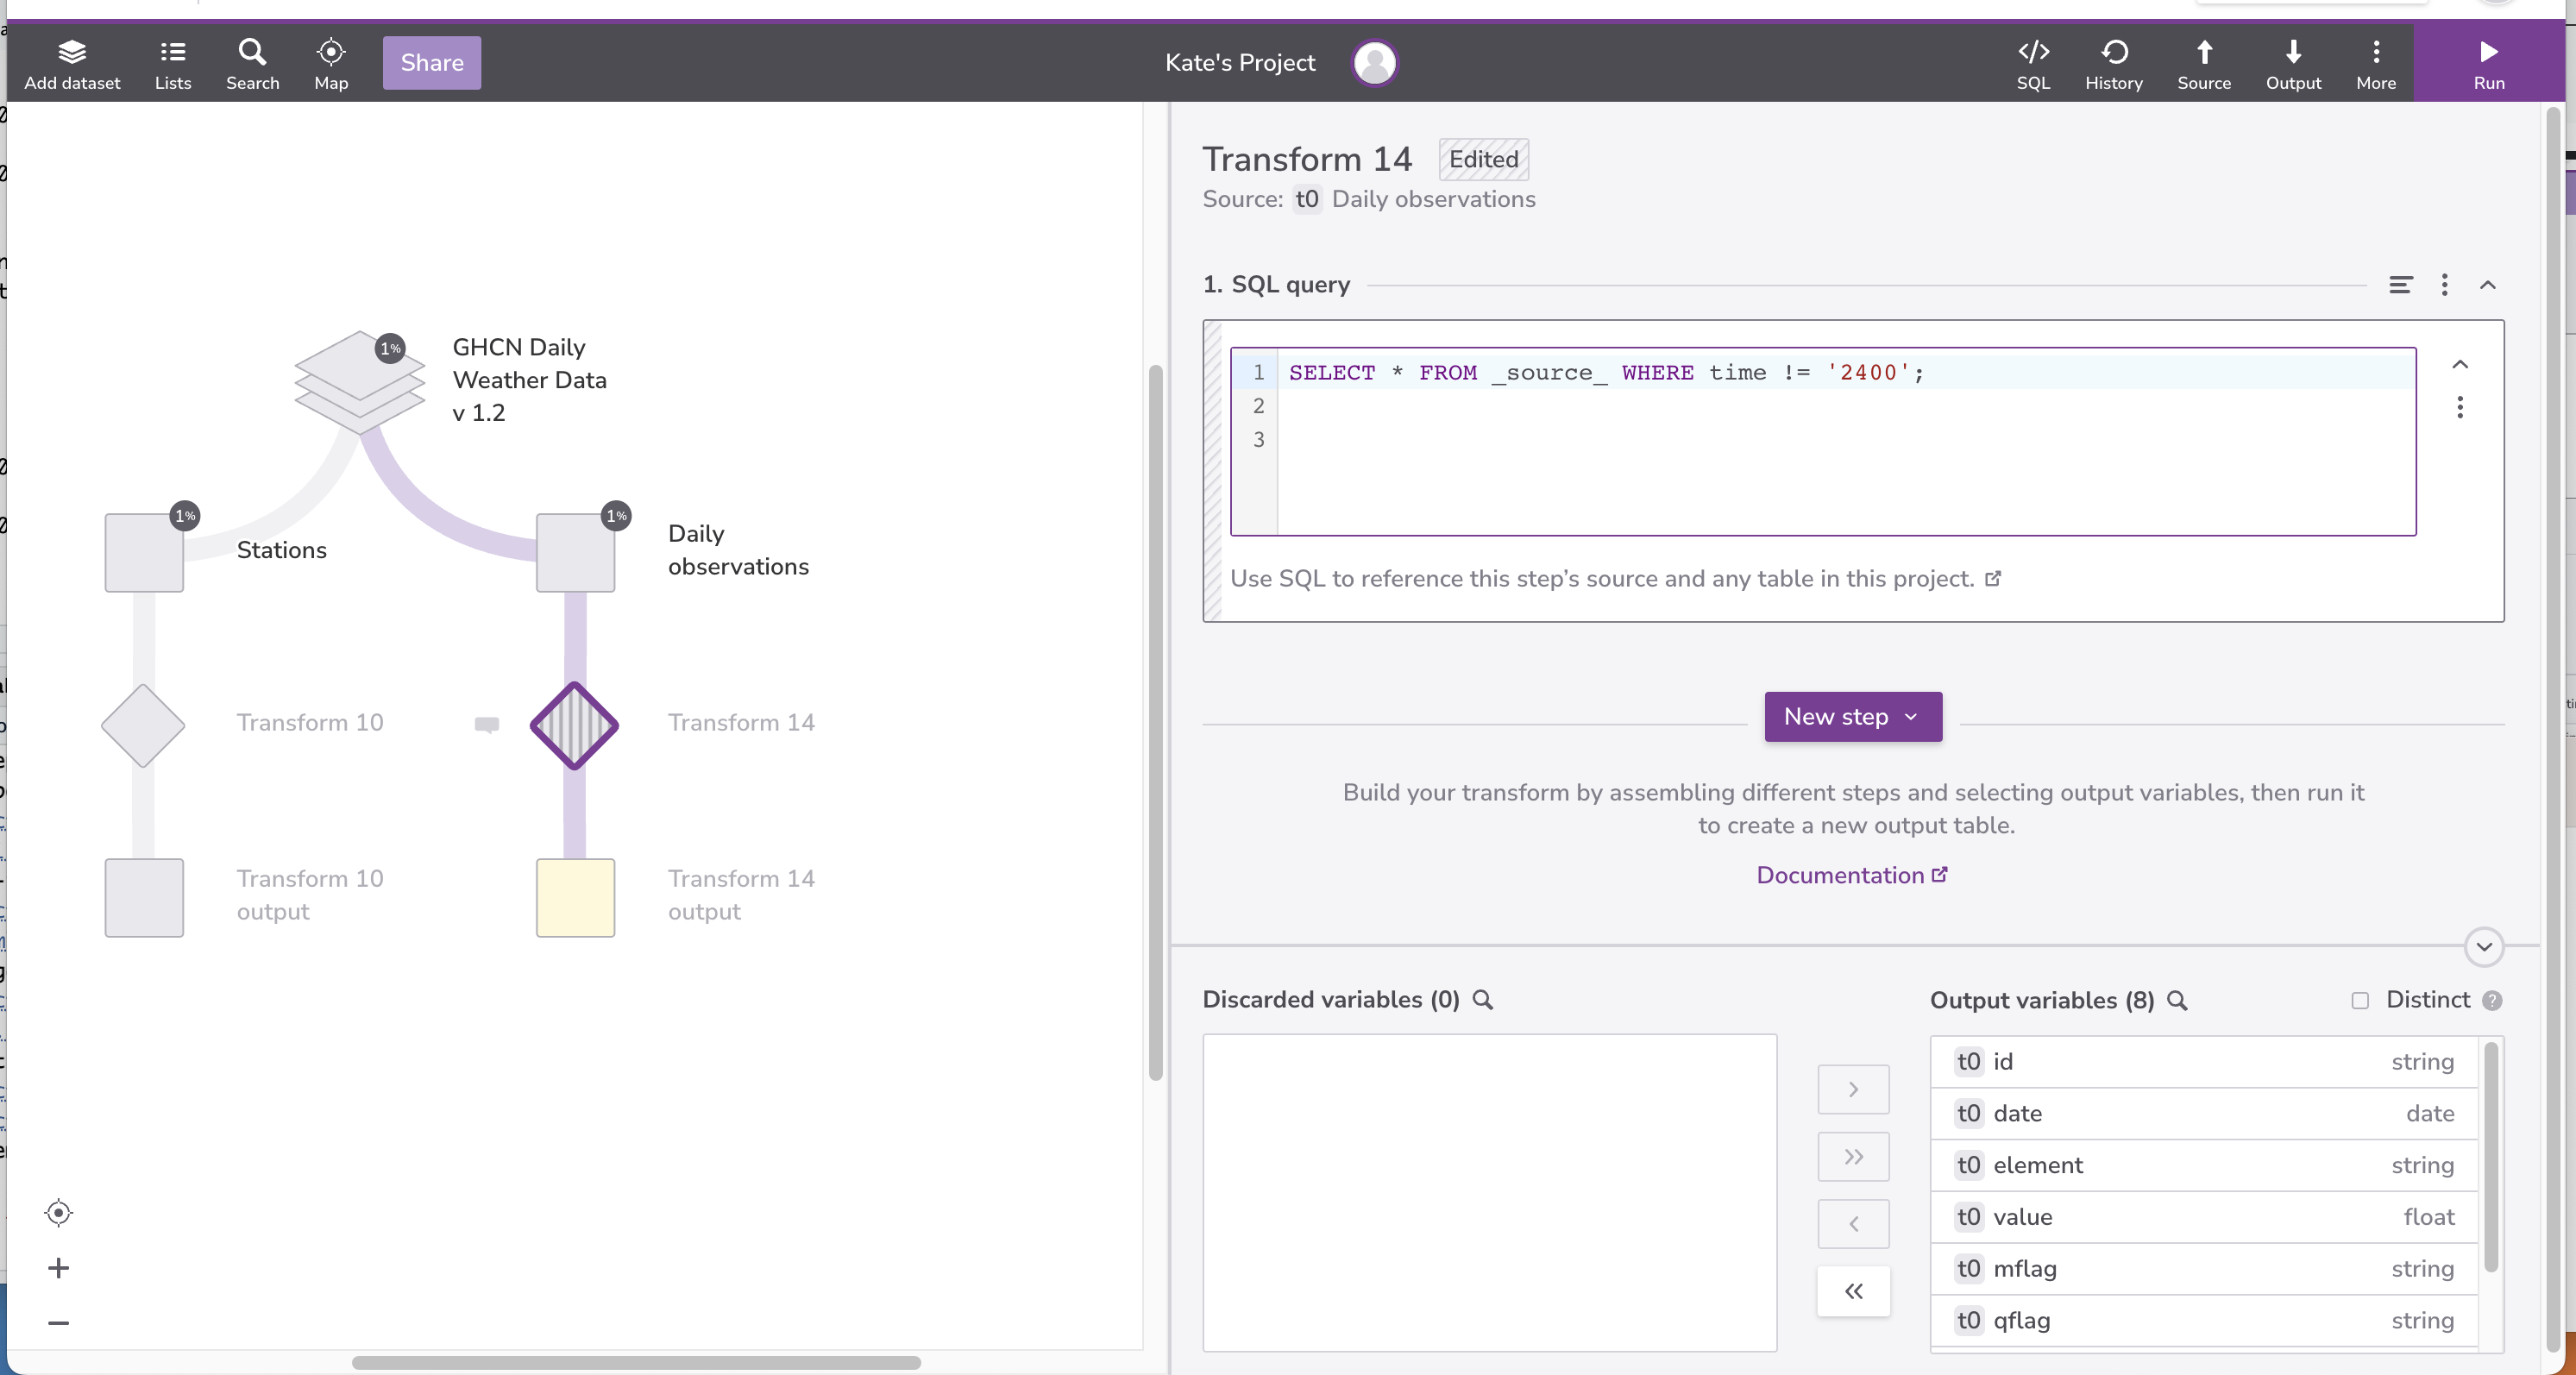 Add dataset
Lists
Search
Map
Share
Kate's Project
SQL
History
Source
Output
More
Run
GHCN Daily
Weather Data
v 1.2
1%
Stations
1%
Daily
observations
1%
Transform 10
Transform 14
Transform 10
output
Transform 14
output
Transform 14
Edited
Source: t0 Daily observations
1. SQL query
1 SELECT * FROM _source_ WHERE time != '2400';
2
3
Use SQL to reference this step’s source and any table in this project.
New step
Build your transform by assembling different steps and selecting output variables, then run it
to create a new output table.
Documentation
Discarded variables (0)
Output variables (8)
Distinct ?
t0 id string
t0 date date
t0 element string
t0 value float
t0 mflag string
t0 qflag string